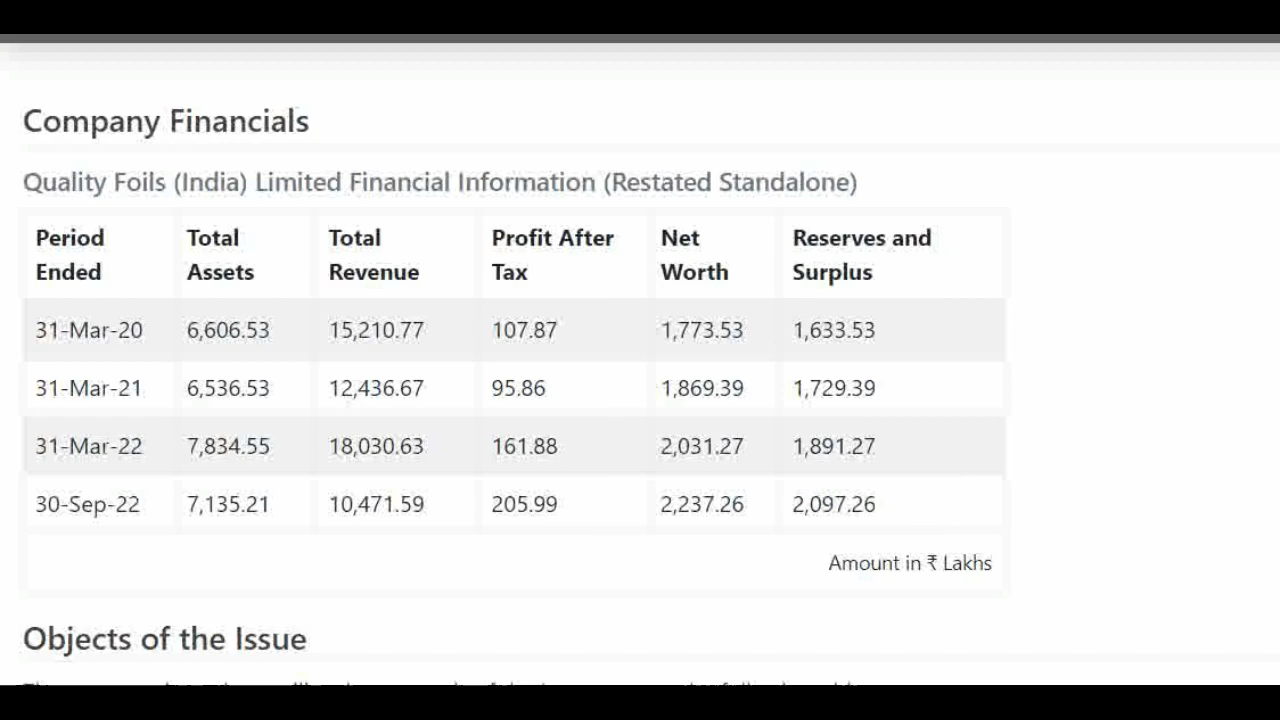 Company Financials
Quality Foils (India) Limited Financial Information (Restated Standalone)
Period Ended Total Assets Total Revenue Profit After Tax Net Worth Reserves and Surplus
31-Mar-20 6,606.53 15,210.77 107.87 1,773.53 1,633.53
31-Mar-21 6,536.53 12,436.67 95.86 1,869.39 1,729.39
31-Mar-22 7,834.55 18,030.63 161.88 2,031.27 1,891.27
30-Sep-22 7,135.21 10,471.59 205.99 2,237.26 2,097.26
Amount in ₹ Lakhs
Objects of the Issue